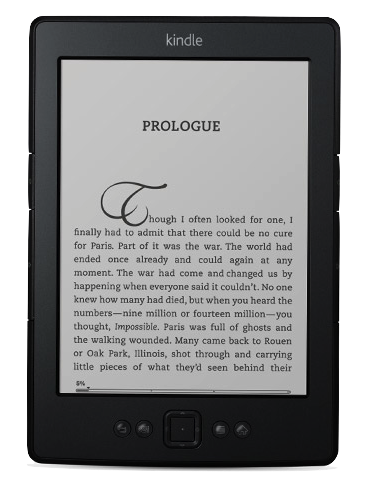 kindle
PROLOGUE
Though I often looked for one, I
finally had to admit that there could be no cure
for Paris. Part of it was the war. The world had
ended once already and could again at any
moment. The war had come and changed us by
happening when everyone said it couldn't. No one
knew how many had died, but when you heard the
numbers—nine million or fourteen million—you
thought, Impossible. Paris was full of ghosts and
the walking wounded. Many came back to Rouen
or Oak Park, Illinois, shot through and carrying
little pieces of what they'd seen behind their
8%